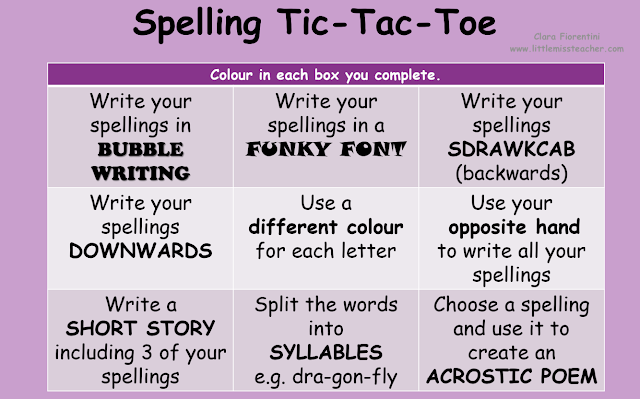 Spelling Tic-Tac-Toe
Clara Fiorentini
www.littlemissteacher.com
Colour in each box you complete.
Write your
spellings in
BUBBLE
WRITING
Write your
spellings in a
FUNKY FONT
Write your
spellings
SDRAWKCAB
(backwards)
Write your
spellings
DOWNWARDS
Use a
different colour
for each letter
Use your
opposite hand
to write all your
spellings
Write a
SHORT STORY
including 3 of your
spellings
Split the words
into
SYLLABLES
e.g. dra-gon-fly
Choose a spelling
and use it to
create an
ACROSTIC POEM